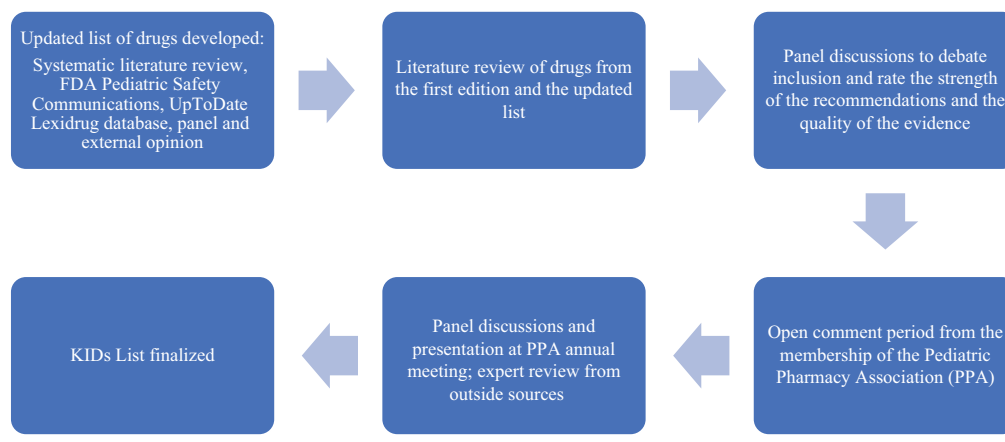 Updated list of drugs developed:
Systematic literature review,
FDA Pediatric Safety
Communications, UpToDate
Lexidrug database, panel and
external opinion
Literature review of drugs from
the first edition and the updated
list
Panel discussions to debate
inclusion and rate the strength
of the recommendations and the
quality of the evidence
Open comment period from the
membership of the Pediatric
Pharmacy Association (PPA)
Panel discussions and
presentation at PPA annual
meeting; expert review from
outside sources
KIDs List finalized